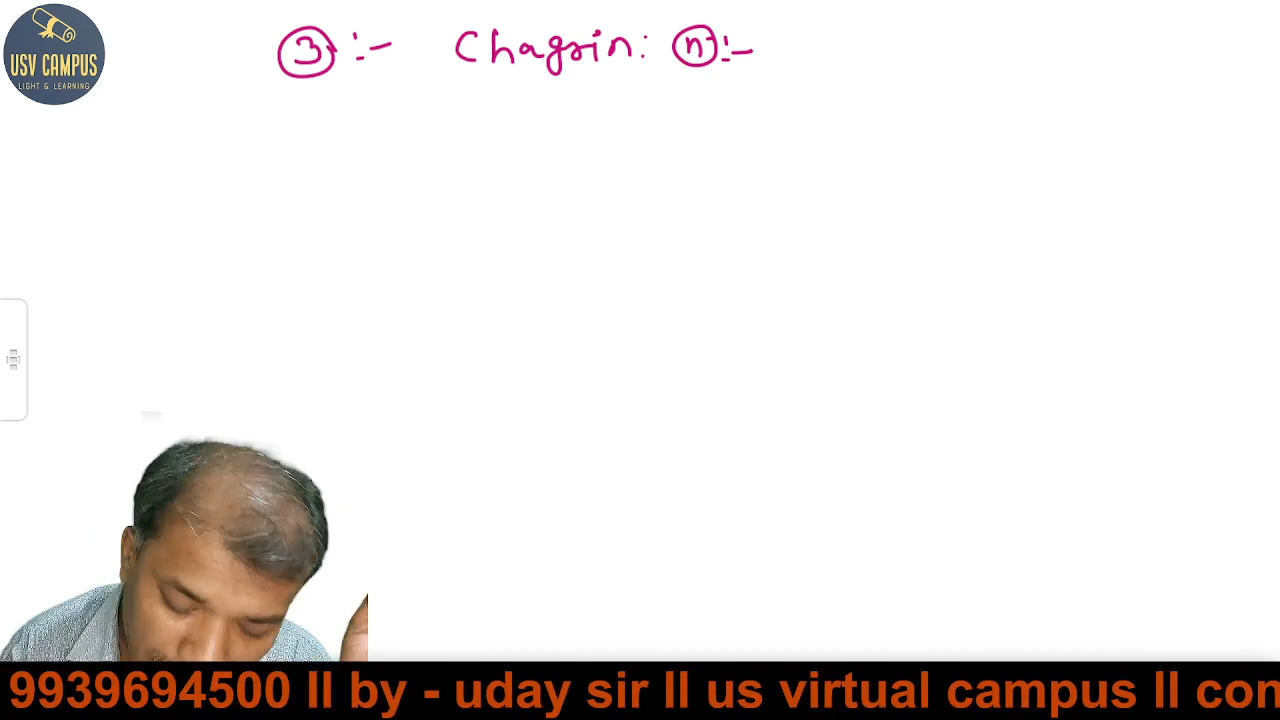 USV CAMPUS
LIGHT & LEARNING
3 :- Chagrin : n :-
9939694500 II by - uday sir II us virtual campus II con